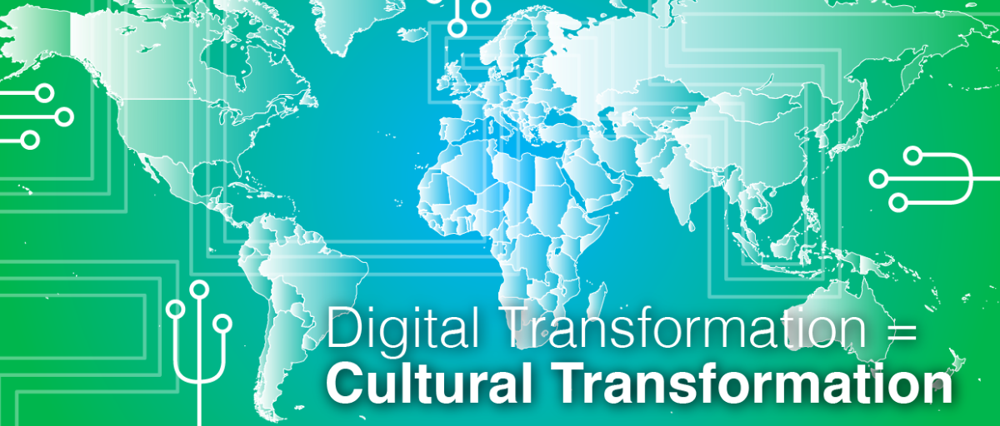 Digital Transformation =
Cultural Transformation